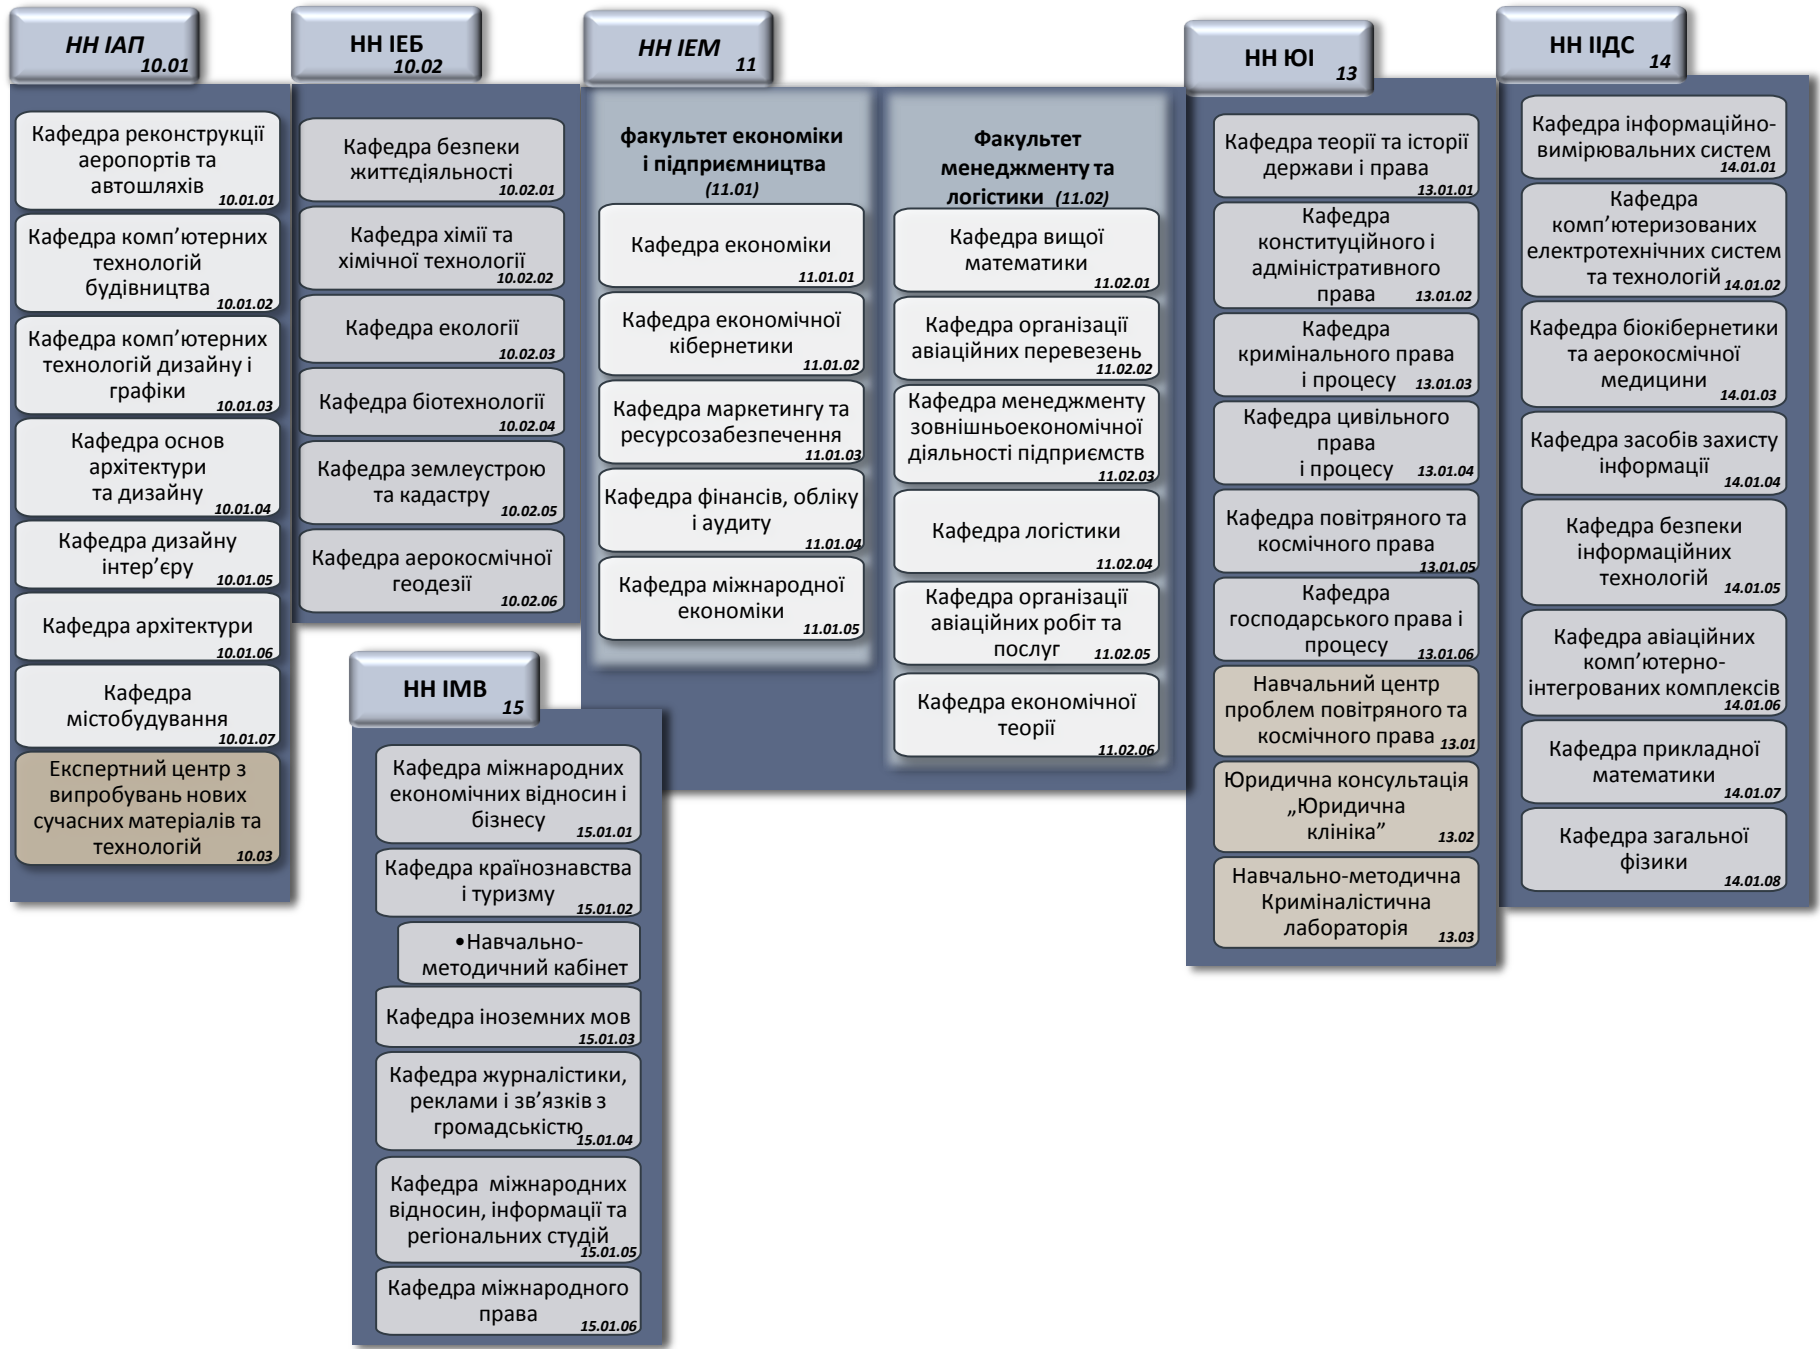 НН ІАП
10.01
Кафедра реконструкції
аеропортів та
автошляхів
10.01.01
Кафедра комп’ютерних
технологій
будівництва
10.01.02
Кафедра комп’ютерних
технологій дизайну і
графіки
10.01.03
Кафедра основ
архітектури
та дизайну
10.01.04
Кафедра дизайну
інтер’єру
10.01.05
Кафедра архітектури
10.01.06
Кафедра
містобудування
10.01.07
Експертний центр з
випробувань нових
сучасних матеріалів та
технологій
10.03
НН ІЕБ
10.02
Кафедра безпеки
життєдіяльності
10.02.01
Кафедра хімії та
хімічної технології
10.02.02
Кафедра екології
10.02.03
Кафедра біотехнології
10.02.04
Кафедра землеустрою
та кадастру
10.02.05
Кафедра аерокосмічної
геодезії
10.02.06
НН ІЕМ
11
факультет економіки
і підприємництва
(11.01)
Кафедра економіки
11.01.01
Кафедра економічної
кібернетики
11.01.02
Кафедра маркетингу та
ресурсозабезпечення
11.01.03
Кафедра фінансів, обліку
і аудиту
11.01.04
Кафедра міжнародної
економіки
11.01.05
Факультет
менеджменту та
логістики (11.02)
Кафедра вищої
математики
11.02.01
Кафедра організації
авіаційних перевезень
11.02.02
Кафедра менеджменту
зовнішньоекономічної
діяльності підприємств
11.02.03
Кафедра логістики
11.02.04
Кафедра організації
авіаційних робіт та
послуг 11.02.05
Кафедра економічної
теорії
11.02.06
НН ЮІ
13
Кафедра теорії та історії
держави і права
13.01.01
Кафедра
конституційного і
адміністративного
права 13.01.02
Кафедра
кримінального права
і процесу 13.01.03
Кафедра цивільного
права
і процесу 13.01.04
Кафедра повітряного та
космічного права
13.01.05
Кафедра
господарського права і
процесу 13.01.06
Навчальний центр
проблем повітряного та
космічного права 13.01
Юридична консультація
„Юридична
клініка” 13.02
Навчально-методична
Криміналістична
лабораторія 13.03
НН ІІДС
14
Кафедра інформаційно-
вимірювальних систем
14.01.01
Кафедра
комп’ютеризованих
електротехнічних систем
та технологій 14.01.02
Кафедра біокібернетики
та аерокосмічної
медицини 14.01.03
Кафедра засобів захисту
інформації
14.01.04
Кафедра безпеки
інформаційних
технологій 14.01.05
Кафедра авіаційних
комп’ютерно-
інтегрованих комплексів
14.01.06
Кафедра прикладної
математики
14.01.07
Кафедра загальної
фізики
14.01.08
НН ІМВ
15
Кафедра міжнародних
економічних відносин і
бізнесу 15.01.01
Кафедра країнознавства
і туризму
15.01.02
•Навчально-
методичний кабінет
Кафедра іноземних мов
15.01.03
Кафедра журналістики,
реклами і зв’язків з
громадськістю
15.01.04
Кафедра міжнародних
відносин, інформації та
регіональних студій
15.01.05
Кафедра міжнародного
права
15.01.06